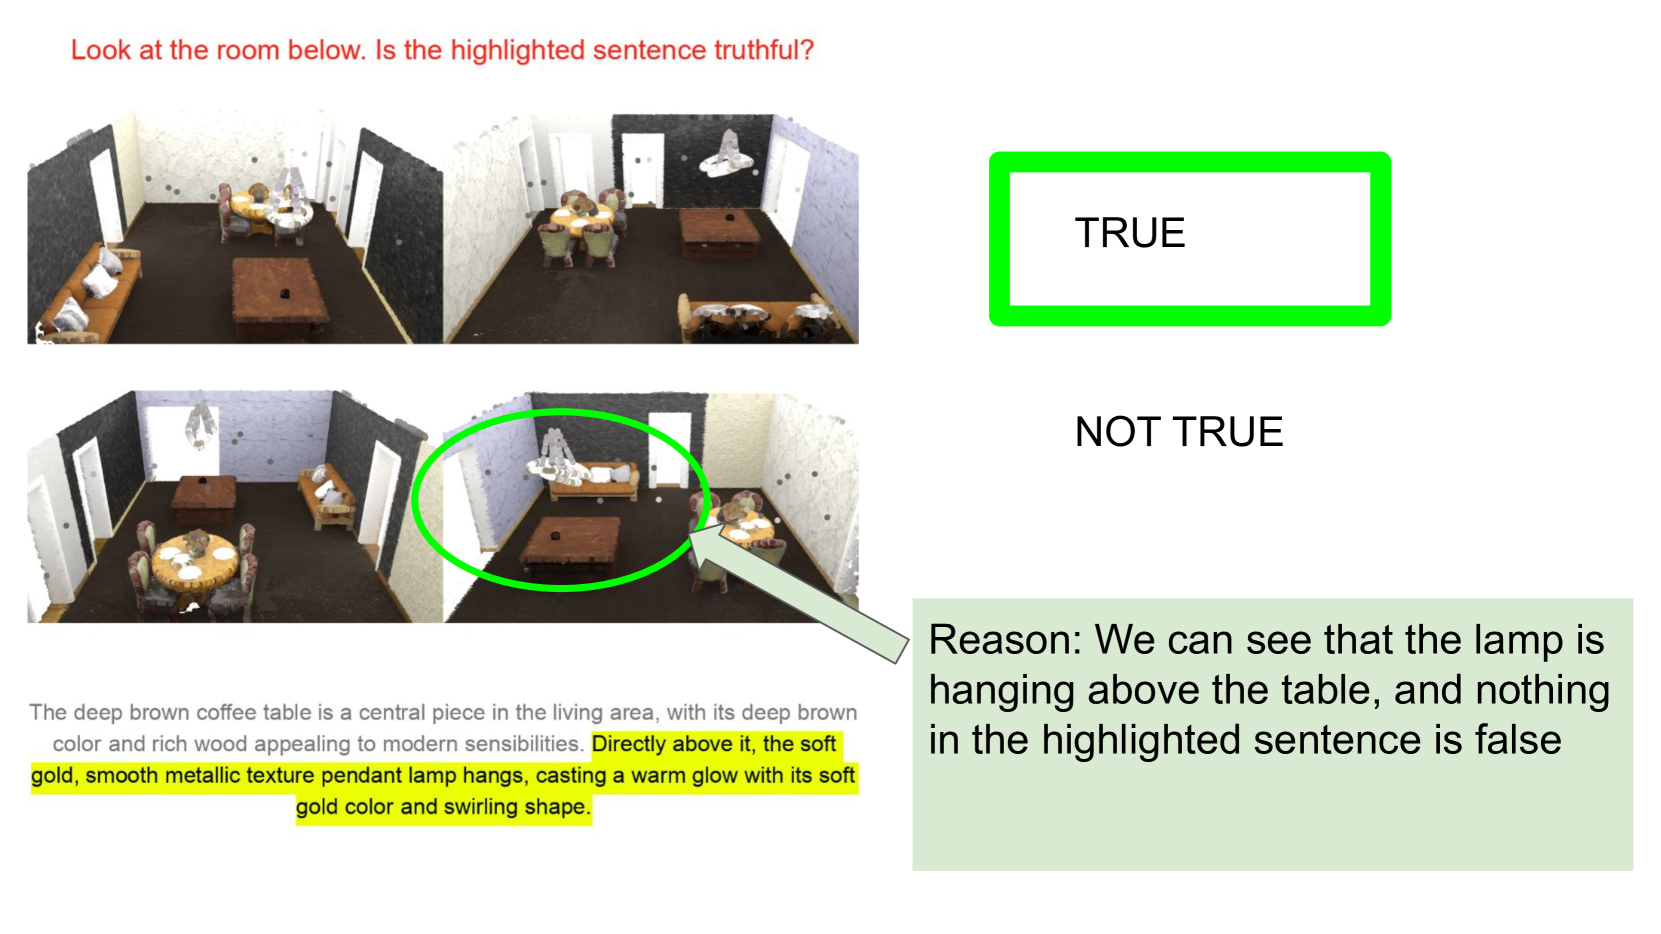 Look at the room below. Is the highlighted sentence truthful?
TRUE
NOT TRUE
Reason: We can see that the lamp is
hanging above the table, and nothing
in the highlighted sentence is false
The deep brown coffee table is a central piece in the living area, with its deep brown
color and rich wood appealing to modern sensibilities. Directly above it, the soft
gold, smooth metallic texture pendant lamp hangs, casting a warm glow with its soft
gold color and swirling shape.